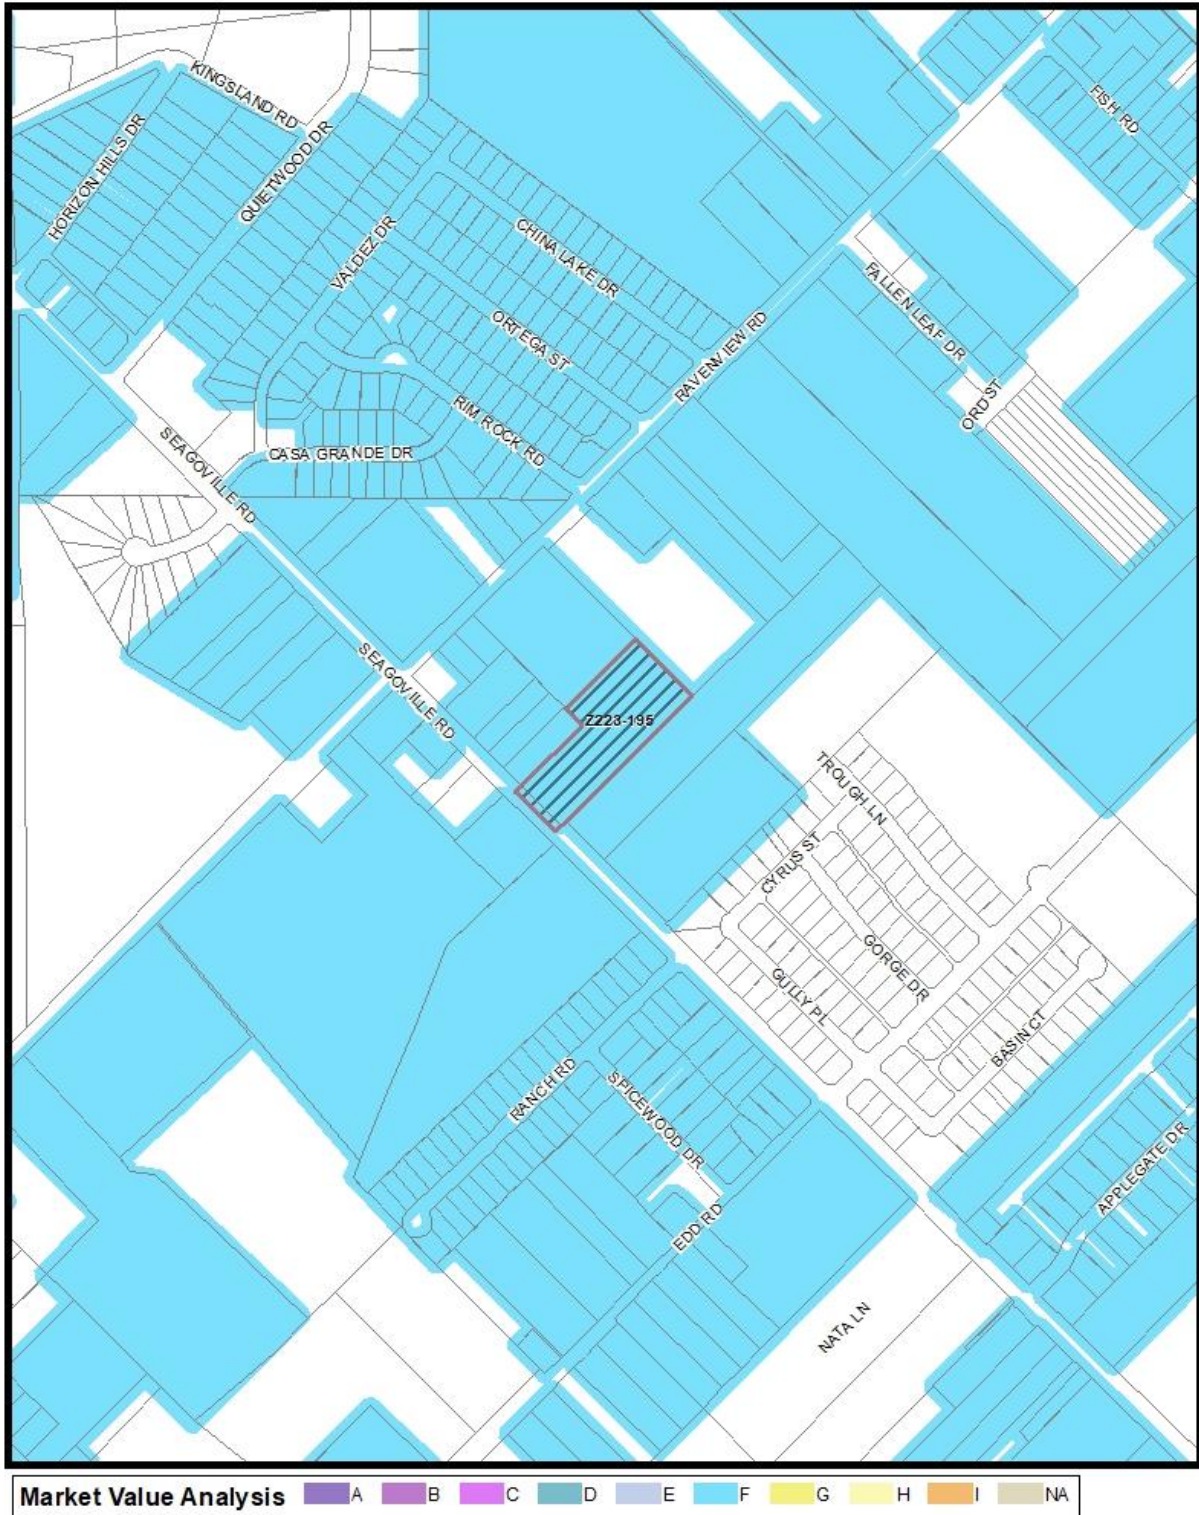 KINGSLAND RD
FISH RD
HORIZON HILLS DR
QUIETWOOD DR
VALDEZ DR
CHINA LAKE DR
FALLEN LEAF DR
ORTEGA ST
RAVENVIEW RD
ORD ST
RIM ROCK RD
SEAGOVILLE RD
CASA GRANDE DR
SEAGOVILLE RD
Z223-195
TROUGH LN
CYRUS ST
GORGE DR
GULLY PL
BASIN CT
RANCH RD
SPICEWOOD DR
APPLEGATE DR
EDD RD
NATA LN
Market Value Analysis A B C D E F G H I NA